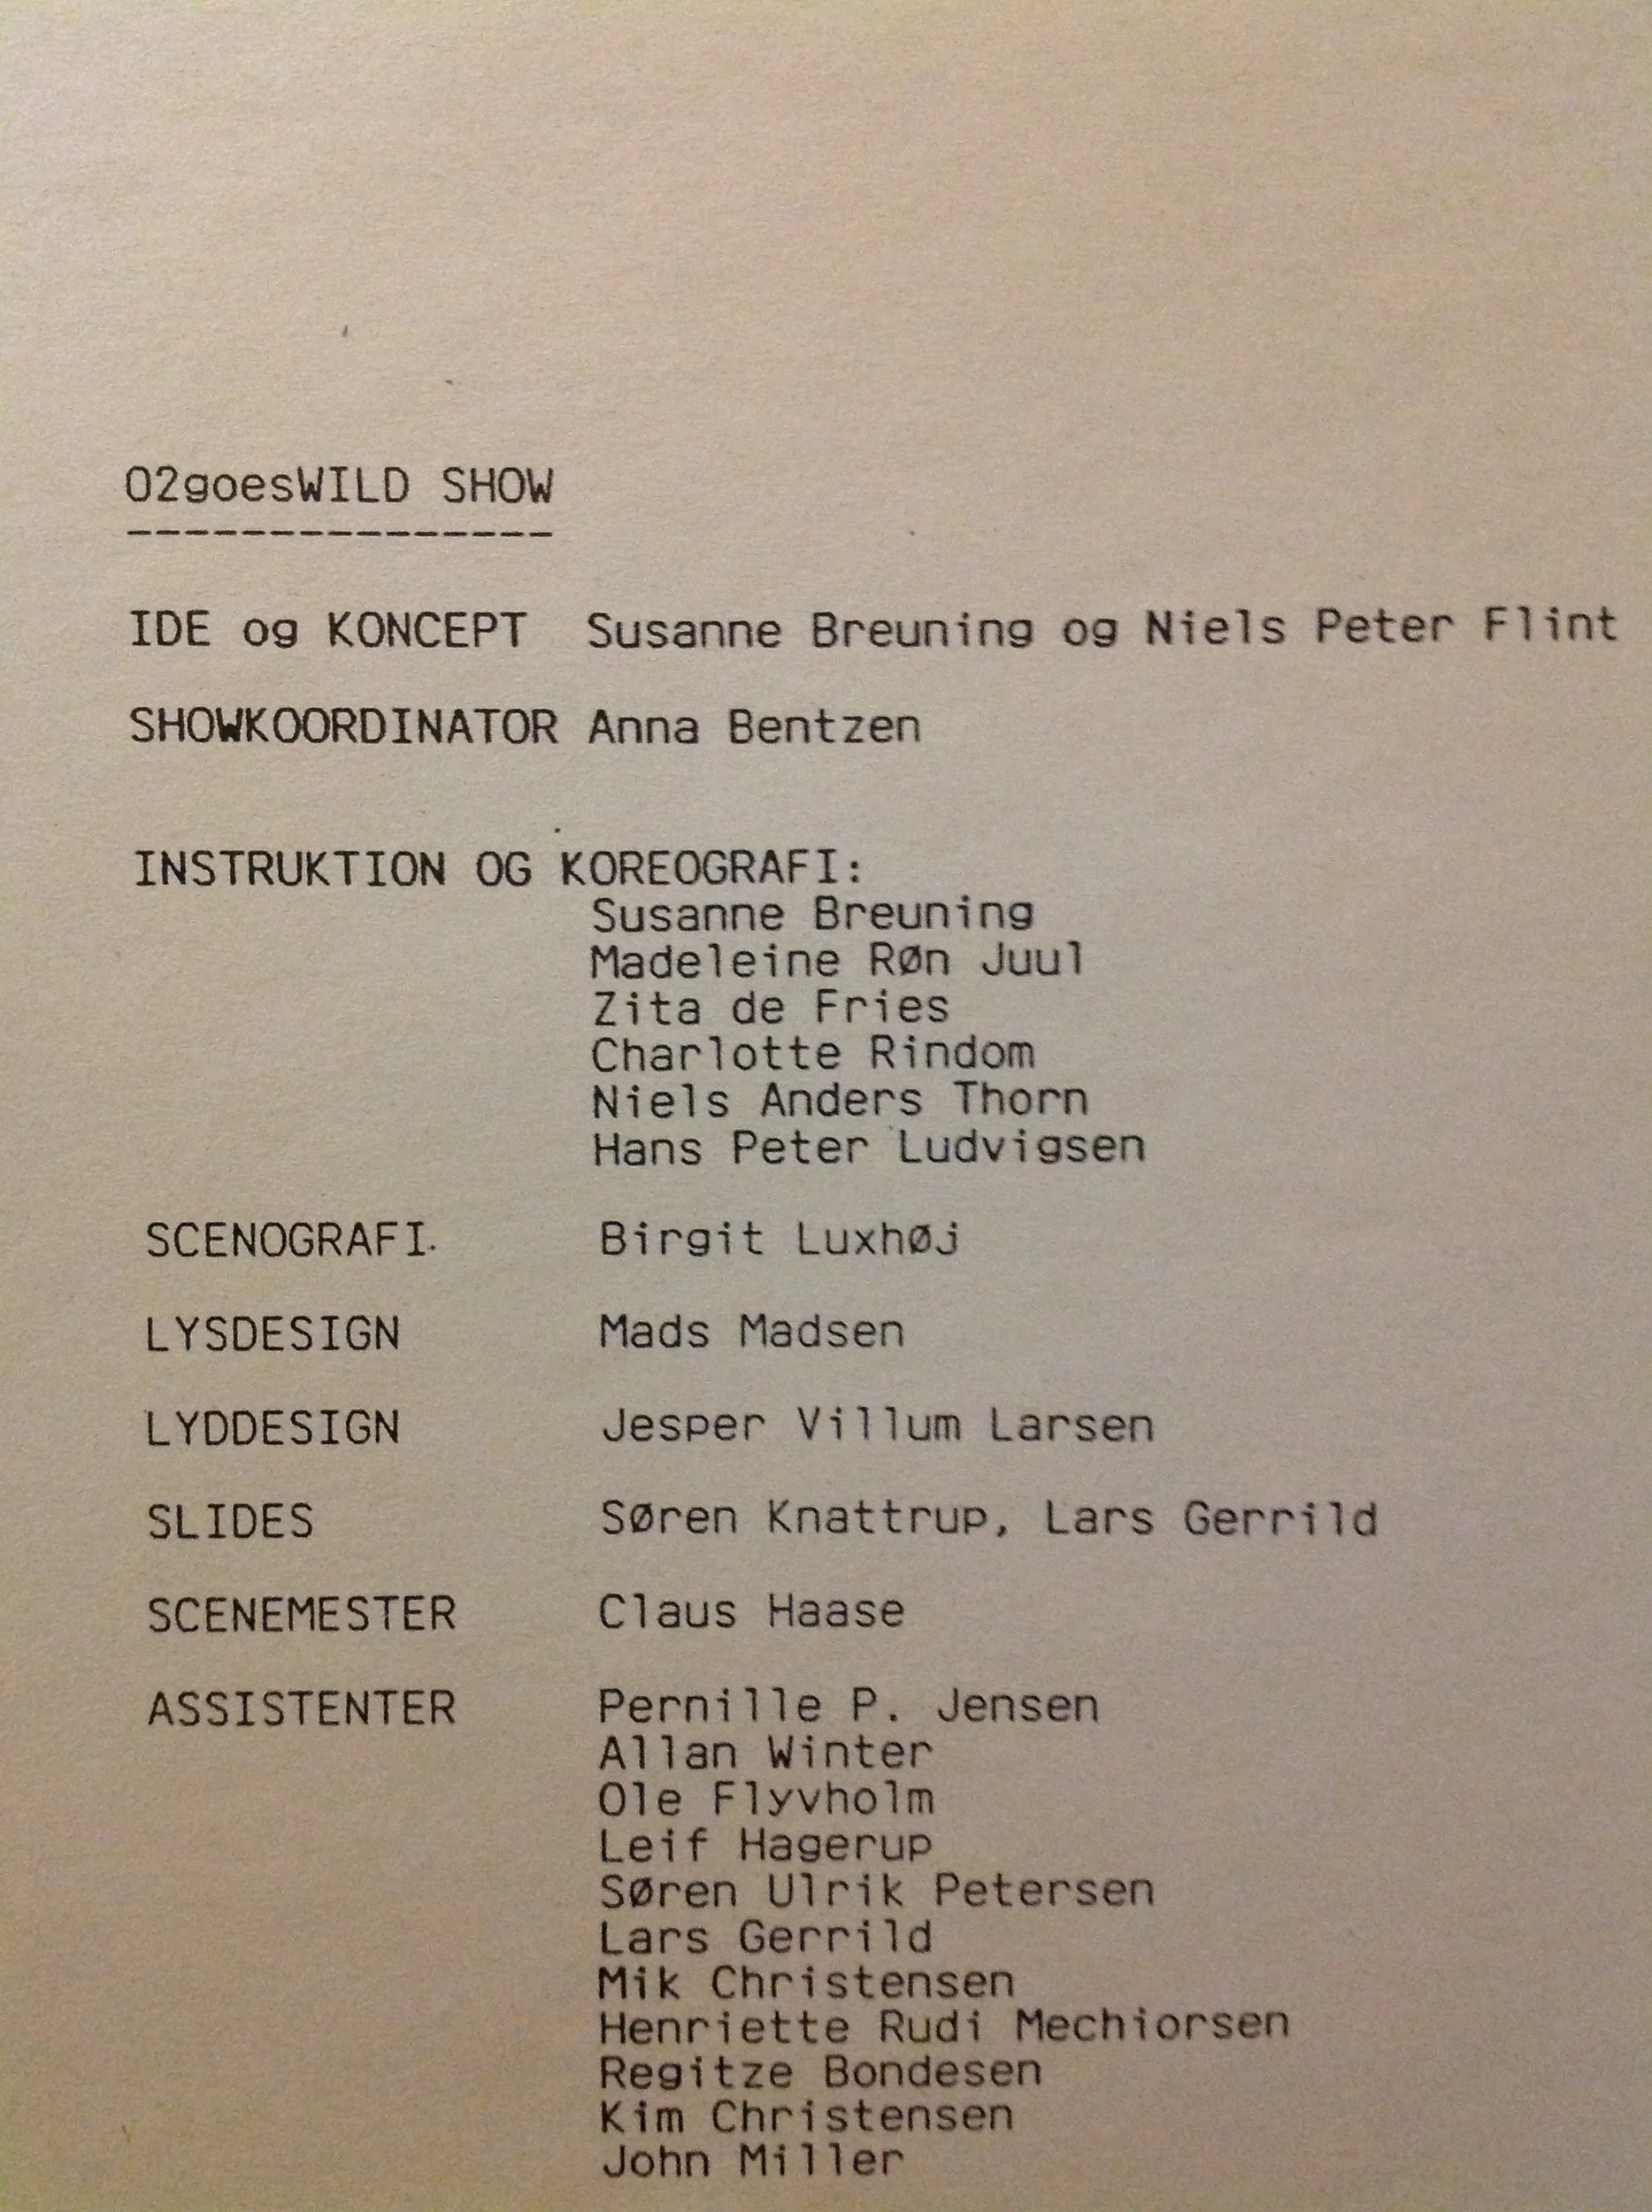 O2goesWILD SHOW
---------------
IDE og KONCEPT Susanne Breuning og Niels Peter Flint
SHOWKOORDINATOR Anna Bentzen
INSTRUKTION OG KOREOGRAFI:
Susanne Breuning
Madeleine Røn Juul
Zita de Fries
Charlotte Rindom
Niels Anders Thorn
Hans Peter Ludvigsen
SCENOGRAFI. Birgit Luxhøj
LYSDESIGN Mads Madsen
LYDDESIGN Jesper Villum Larsen
SLIDES Søren Knattrup, Lars Gerrild
SCENEMESTER Claus Haase
ASSISTENTER Pernille P. Jensen
Allan Winter
Ole Flyvholm
Leif Hagerup
Søren Ulrik Petersen
Lars Gerrild
Mik Christensen
Henriette Rudi Mechiorsen
Regitze Bondesen
Kim Christensen
John Miller